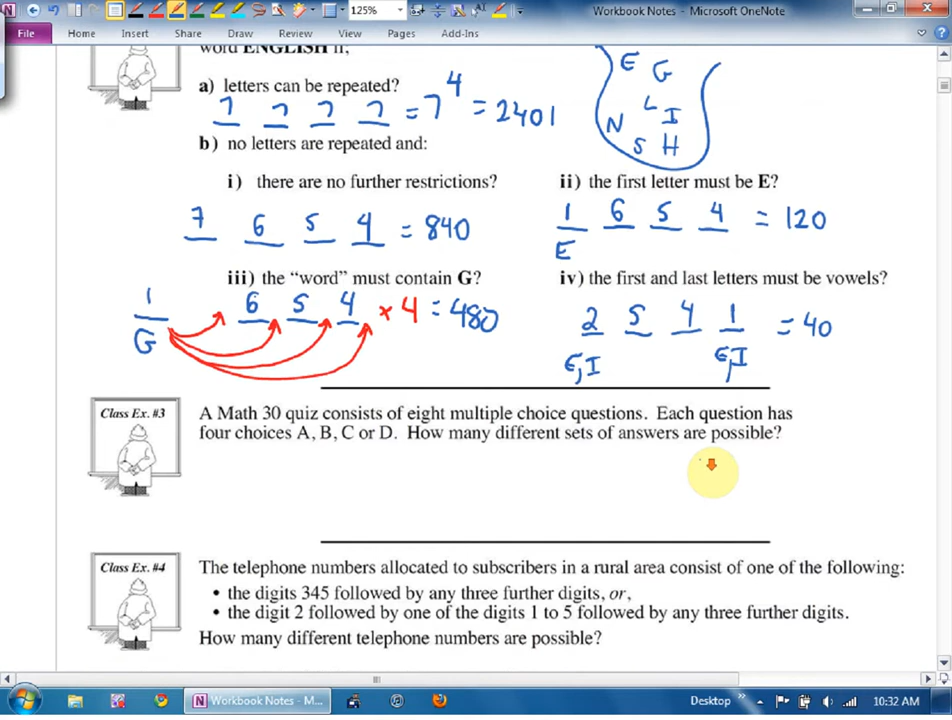 125%
Workbook Notes - Microsoft OneNote
File Home Insert Share Draw Review View Pages Add-Ins
word ENGLISH if;
E G
L I
N
S H
a) letters can be repeated?
7 7 7 7 = 7^4 = 2401
b) no letters are repeated and:
i) there are no further restrictions?
7 6 5 4 = 840
ii) the first letter must be E?
1 6 5 4 = 120
E
iii) the "word" must contain G?
1 6 5 4 × 4 = 480
G
iv) the first and last letters must be vowels?
2 5 4 1 = 40
E,I E,I
Class Ex. #3
A Math 30 quiz consists of eight multiple choice questions. Each question has
four choices A, B, C or D. How many different sets of answers are possible?
Class Ex. #4
The telephone numbers allocated to subscribers in a rural area consist of one of the following:
• the digits 345 followed by any three further digits, or,
• the digit 2 followed by one of the digits 1 to 5 followed by any three further digits.
How many different telephone numbers are possible?
Workbook Notes - M...
Desktop
10:32 AM